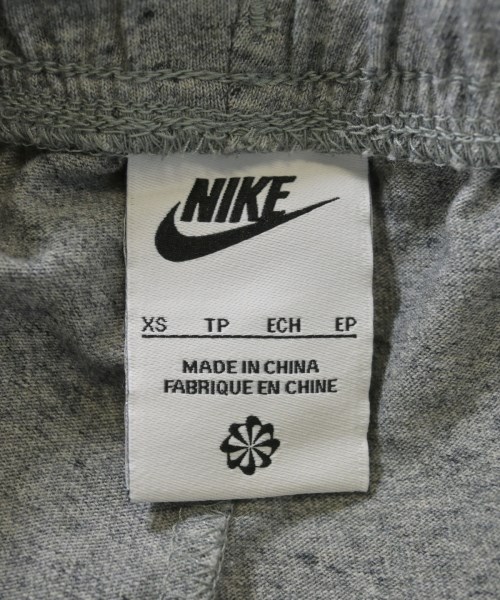 NIKE
XS TP ECH EP
MADE IN CHINA
FABRIQUE EN CHINE